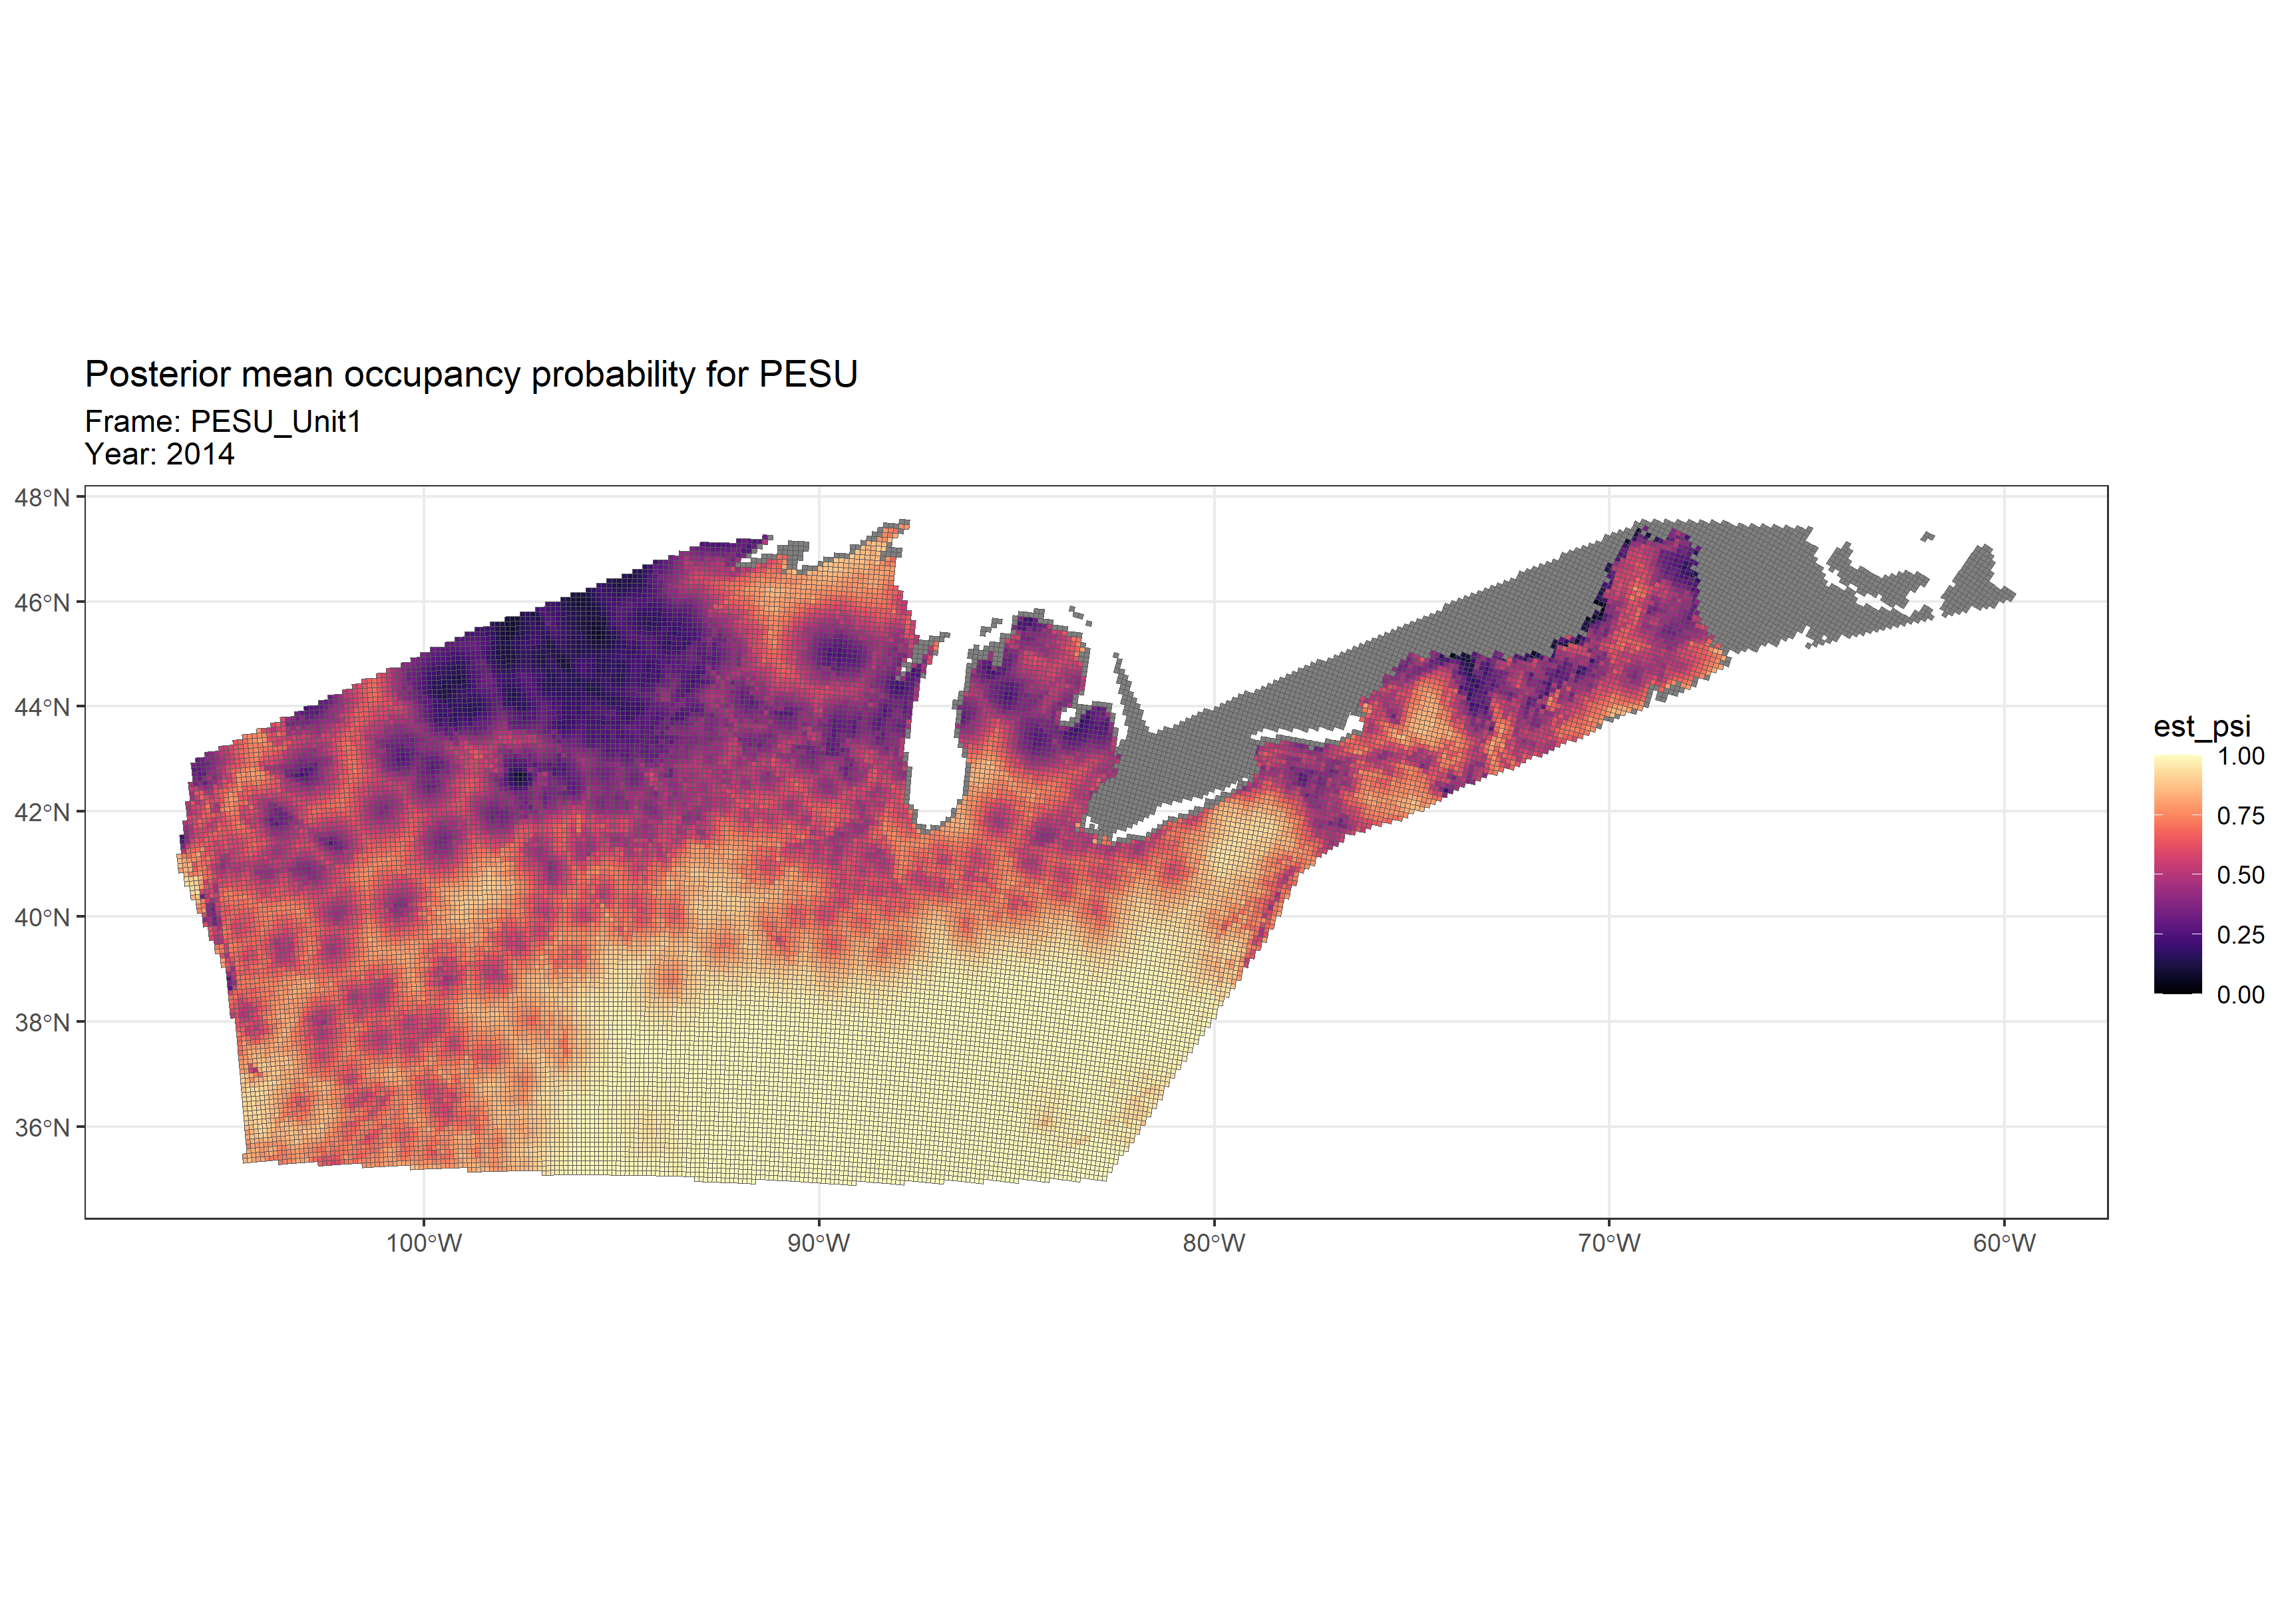 Posterior mean occupancy probability for PESU
Frame: PESU_Unit1
Year: 2014
48°N
46°N
44°N
42°N
40°N
38°N
36°N
100°W
90°W
80°W
70°W
60°W
est_psi
1.00
0.75
0.50
0.25
0.00